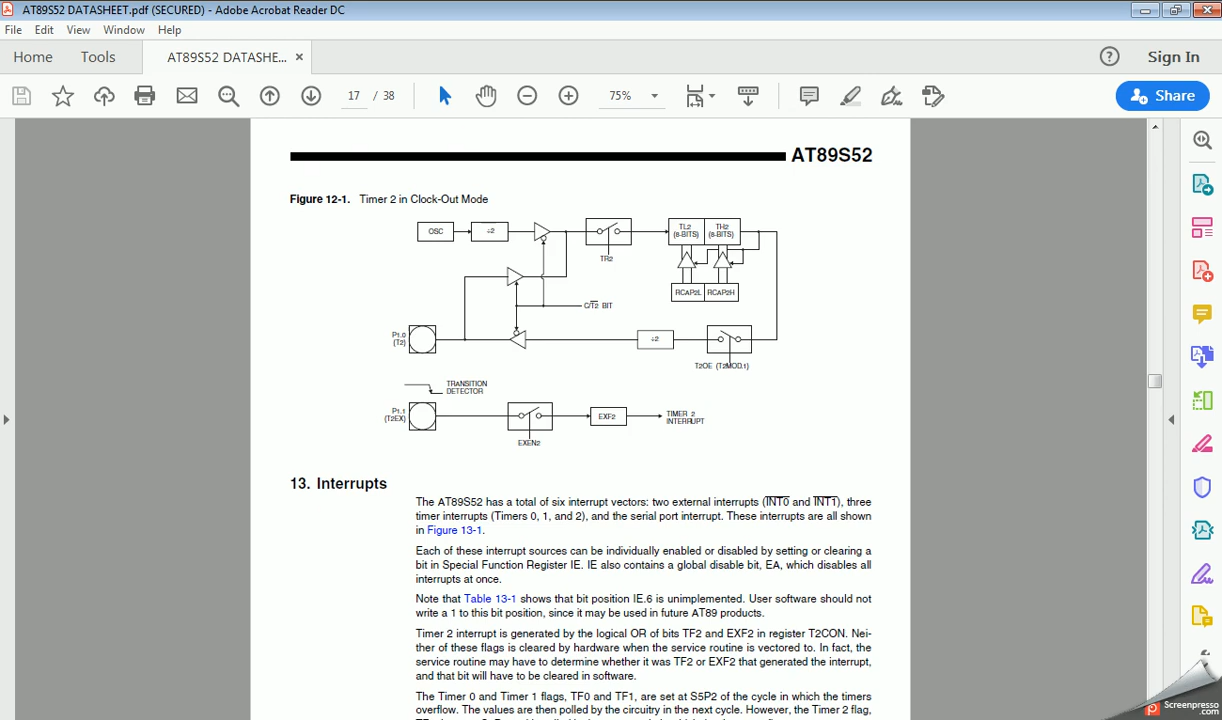 AT89S52 DATASHEET.pdf (SECURED) - Adobe Acrobat Reader DC
File Edit View Window Help
Home Tools AT89S52 DATASHE... × Sign In
17 / 38 75% Share
AT89S52
Figure 12-1. Timer 2 in Clock-Out Mode
OSC ÷2 TL2 TH2
(8-BITS) (8-BITS)
TR2
RCAP2L RCAP2H
C/T2 BIT
P1.0
(T2)
÷2
T2OE (T2MOD.1)
TRANSITION
DETECTOR
P1.1
(T2EX)
EXF2 TIMER 2
INTERRUPT
EXEN2
13. Interrupts
The AT89S52 has a total of six interrupt vectors: two external interrupts (INT0 and INT1), three
timer interrupts (Timers 0, 1, and 2), and the serial port interrupt. These interrupts are all shown
in Figure 13-1.
Each of these interrupt sources can be individually enabled or disabled by setting or clearing a
bit in Special Function Register IE. IE also contains a global disable bit, EA, which disables all
interrupts at once.
Note that Table 13-1 shows that bit position IE.6 is unimplemented. User software should not
write a 1 to this bit position, since it may be used in future AT89 products.
Timer 2 interrupt is generated by the logical OR of bits TF2 and EXF2 in register T2CON. Nei-
ther of these flags is cleared by hardware when the service routine is vectored to. In fact, the
service routine may have to determine whether it was TF2 or EXF2 that generated the interrupt,
and that bit will have to be cleared in software.
The Timer 0 and Timer 1 flags, TF0 and TF1, are set at S5P2 of the cycle in which the timers
overflow. The values are then polled by the circuitry in the next cycle. However, the Timer 2 flag,
Screenpresso
.com